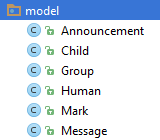 model
C Announcement
C Child
C Group
C Human
C Mark
C Message